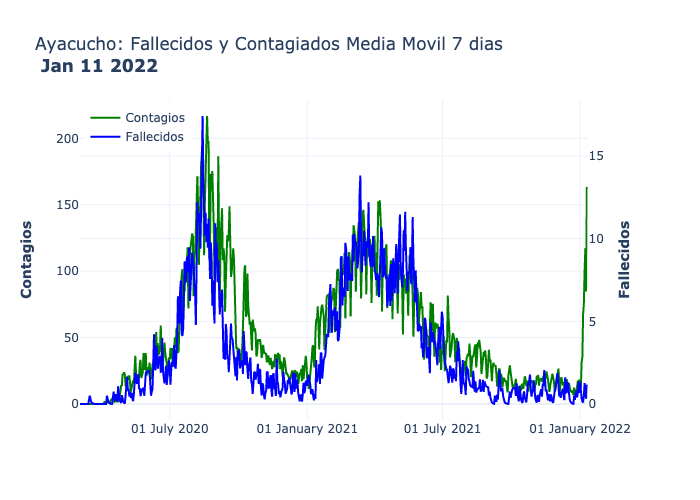 Ayacucho: Fallecidos y Contagiados Media Movil 7 dias
Jan 11 2022
Contagios
Fallecidos
200
150
100
50
0
15
10
5
0
Contagios
Fallecidos
01 July 2020
01 January 2021
01 July 2021
01 January 2022